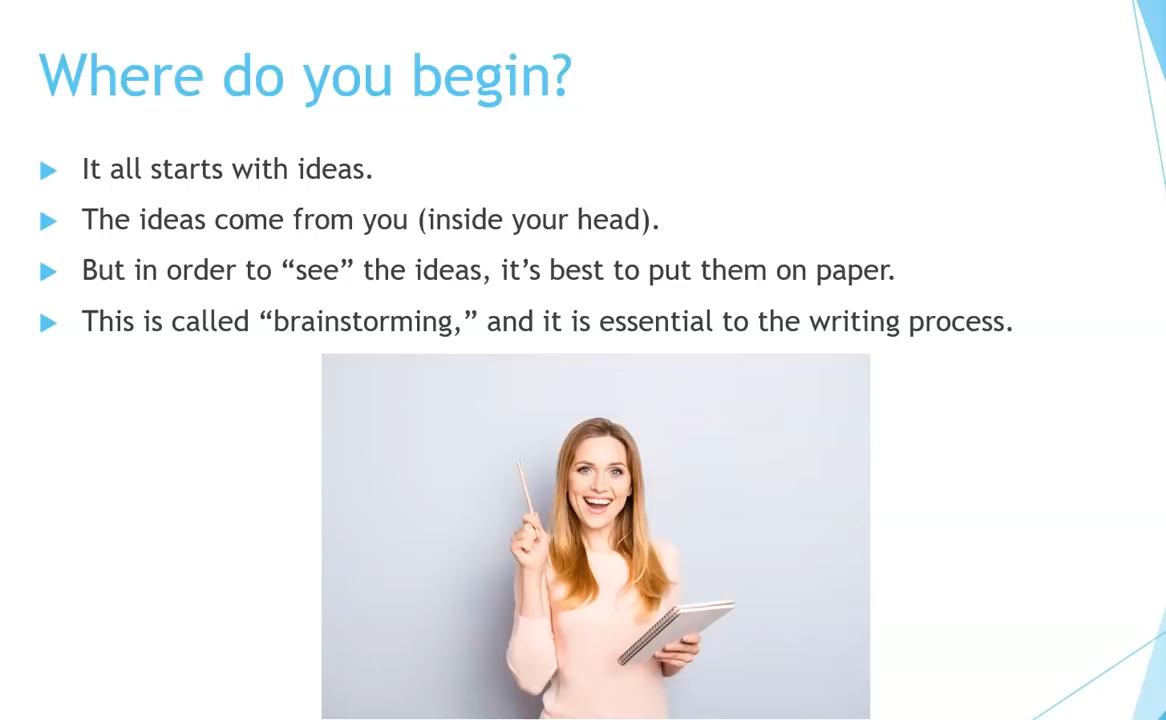 Where do you begin?
It all starts with ideas.
The ideas come from you (inside your head).
But in order to “see” the ideas, it’s best to put them on paper.
This is called “brainstorming,” and it is essential to the writing process.